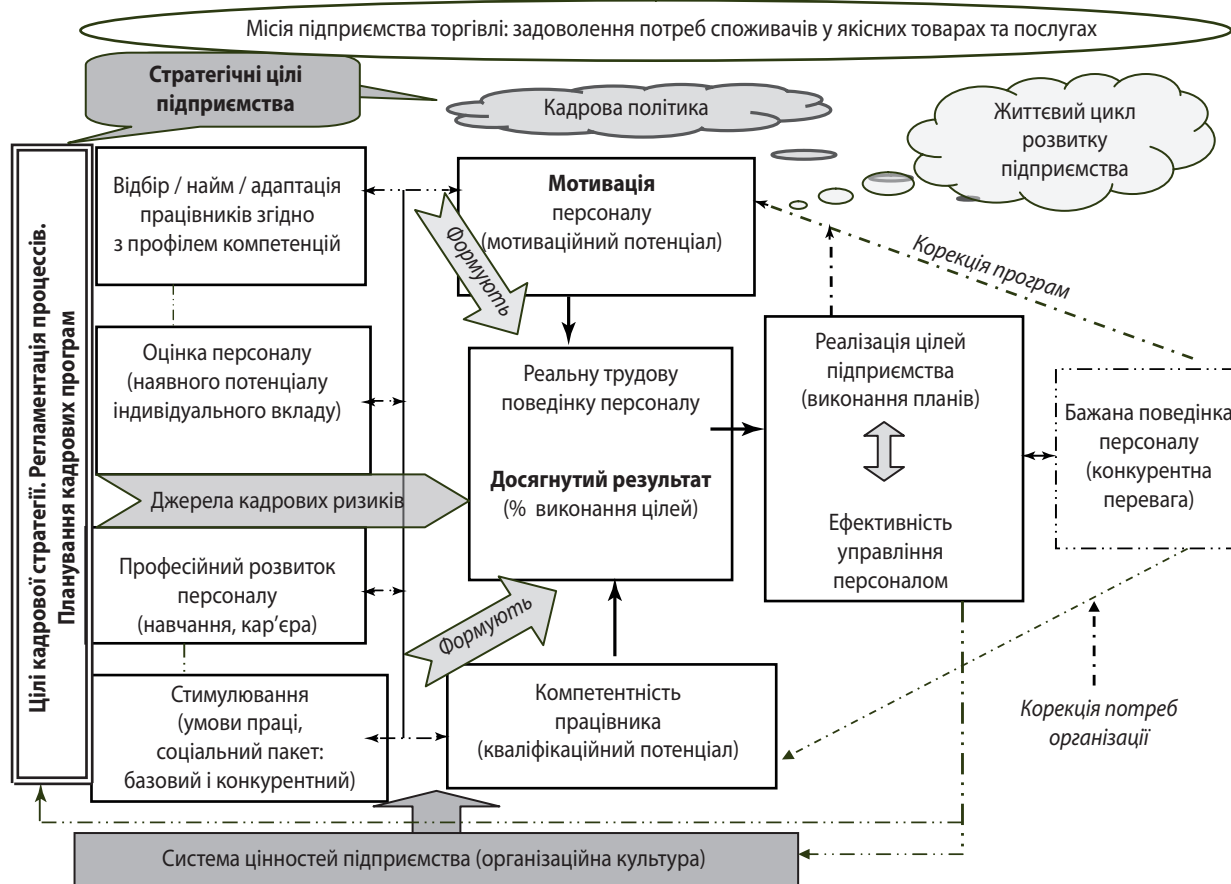 Місія підприємства торгівлі: задоволення потреб споживачів у якісних товарах та послугах
Стратегічні цілі
підприємства
Кадрова політика
Життєвий цикл
розвитку
підприємства
Цілі кадрової стратегії. Регламентація процессів.
Планування кадрових програм
Відбір / найм / адаптація
працівників згідно
з профілем компетенцій
Мотивація
персоналу
(мотиваційний потенціал)
Формують
Корекція програм
Оцінка персоналу
(наявного потенціалу
індивідуального вкладу)
Реальну трудову
поведінку персоналу
Досягнутий результат
(% виконання цілей)
Реалізація цілей
підприємства
(виконання планів)
Ефективність
управління
персоналом
Бажана поведінка
персоналу
(конкурентна
перевага)
Джерела кадрових ризиків
Професійний розвиток
персоналу
(навчання, кар’єра)
Формують
Стимулювання
(умови праці,
соціальний пакет:
базовий і конкурентний)
Компетентність
працівника
(кваліфікаційний потенціал)
Корекція потреб
організації
Система цінностей підприємства (організаційна культура)